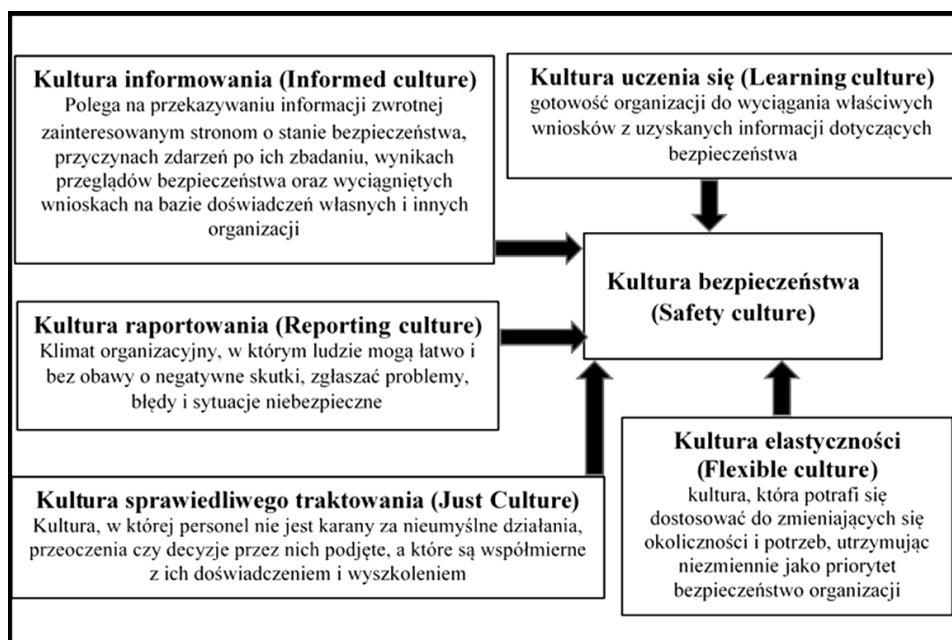 Kultura informowania (Informed culture)
Polega na przekazywaniu informacji zwrotnej
zainteresowanym stronom o stanie bezpieczeństwa,
przyczynach zdarzeń po ich zbadaniu, wynikach
przeglądów bezpieczeństwa oraz wyciągniętych
wnioskach na bazie doświadczeń własnych i innych
organizacji
Kultura uczenia się (Learning culture)
gotowość organizacji do wyciągania właściwych
wniosków z uzyskanych informacji dotyczących
bezpieczeństwa
Kultura bezpieczeństwa
(Safety culture)
Kultura raportowania (Reporting culture)
Klimat organizacyjny, w którym ludzie mogą łatwo i
bez obawy o negatywne skutki, zgłaszać problemy,
błędy i sytuacje niebezpieczne
Kultura sprawiedliwego traktowania (Just Culture)
Kultura, w której personel nie jest karany za nieumyślne działania,
przeoczenia czy decyzje przez nich podjęte, a które są współmierne
z ich doświadczeniem i wyszkoleniem
Kultura elastyczności
(Flexible culture)
kultura, która potrafi się
dostosować do zmieniających się
okoliczności i potrzeb, utrzymując
niezmiennie jako priorytet
bezpieczeństwo organizacji